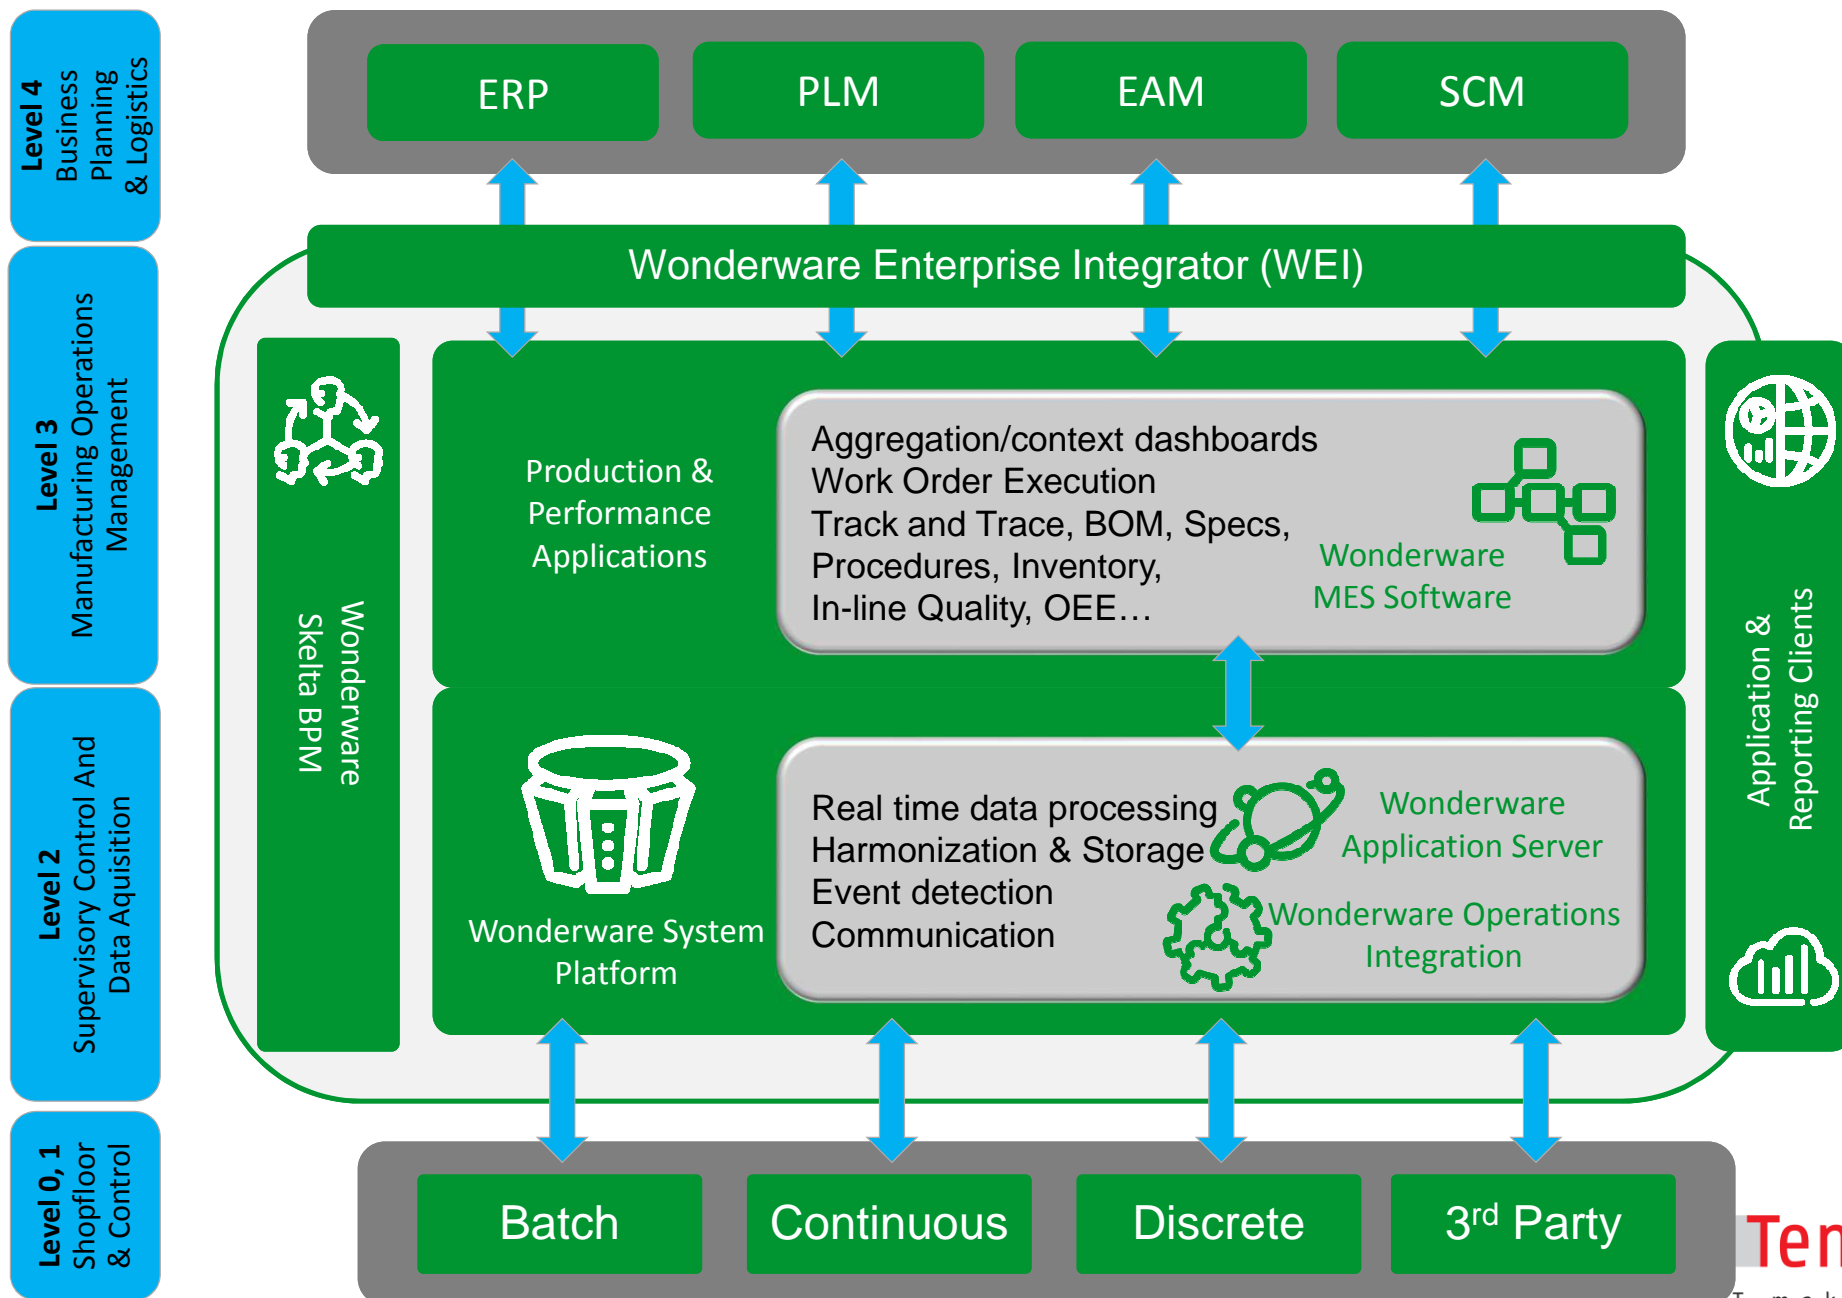 Level 4
Business
Planning
& Logistics
ERP
PLM
EAM
SCM
Wonderware Enterprise Integrator (WEI)
Level 3
Manufacturing Operations
Management
Wonderware
Skelta BPM
Production &
Performance
Applications
Aggregation/context dashboards
Work Order Execution
Track and Trace, BOM, Specs,
Procedures, Inventory,
In-line Quality, OEE…
Wonderware
MES Software
Application &
Reporting Clients
Level 2
Supervisory Control And
Data Aquisition
Wonderware System
Platform
Real time data processing
Harmonization & Storage
Event detection
Communication
Wonderware
Application Server
Wonderware Operations
Integration
Level 0, 1
Shopfloor
& Control
Batch
Continuous
Discrete
3rd Party